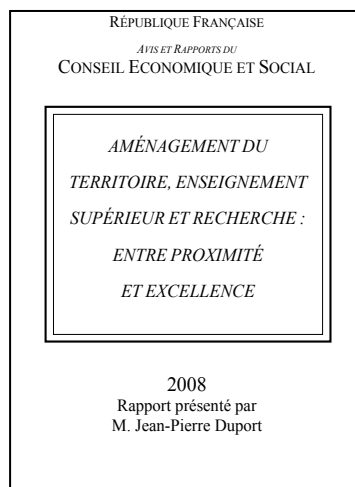 RÉPUBLIQUE FRANÇAISE
AVIS ET RAPPORTS DU
CONSEIL ECONOMIQUE ET SOCIAL
AMÉNAGEMENT DU
TERRITOIRE, ENSEIGNEMENT
SUPÉRIEUR ET RECHERCHE :
ENTRE PROXIMITÉ
ET EXCELLENCE
2008
Rapport présenté par
M. Jean-Pierre Duport